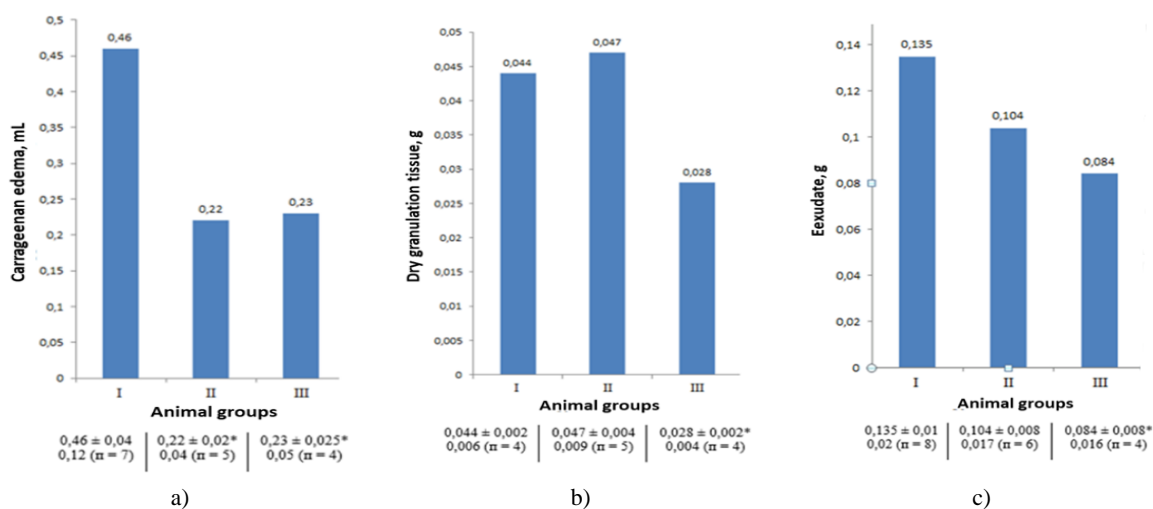 Carrageenan edema, mL
0,5
0,45
0,4
0,35
0,3
0,25
0,2
0,15
0,1
0,05
0
0,46
0,22
0,23
I II III
Animal groups
0,46 ± 0,04 0,22 ± 0,02* 0,23 ± 0,025*
0,12 (п = 7) 0,04 (п = 5) 0,05 (п = 4)
a)
Dry granulation tissue, g
0,05
0,045
0,04
0,035
0,03
0,025
0,02
0,015
0,01
0,005
0
0,044
0,047
0,028
I II III
Animal groups
0,044 ± 0,002 0,047 ± 0,004 0,028 ± 0,002*
0,006 (п = 4) 0,009 (п = 5) 0,004 (п = 4)
b)
Eexudate, g
0,14
0,12
0,1
0,08
0,06
0,04
0,02
0
0,135
0,104
0,084
I II III
Animal groups
0,135 ± 0,01 0,104 ± 0,008 0,084 ± 0,008*
0,02 (п = 8) 0,017 (п = 6) 0,016 (п = 4)
c)